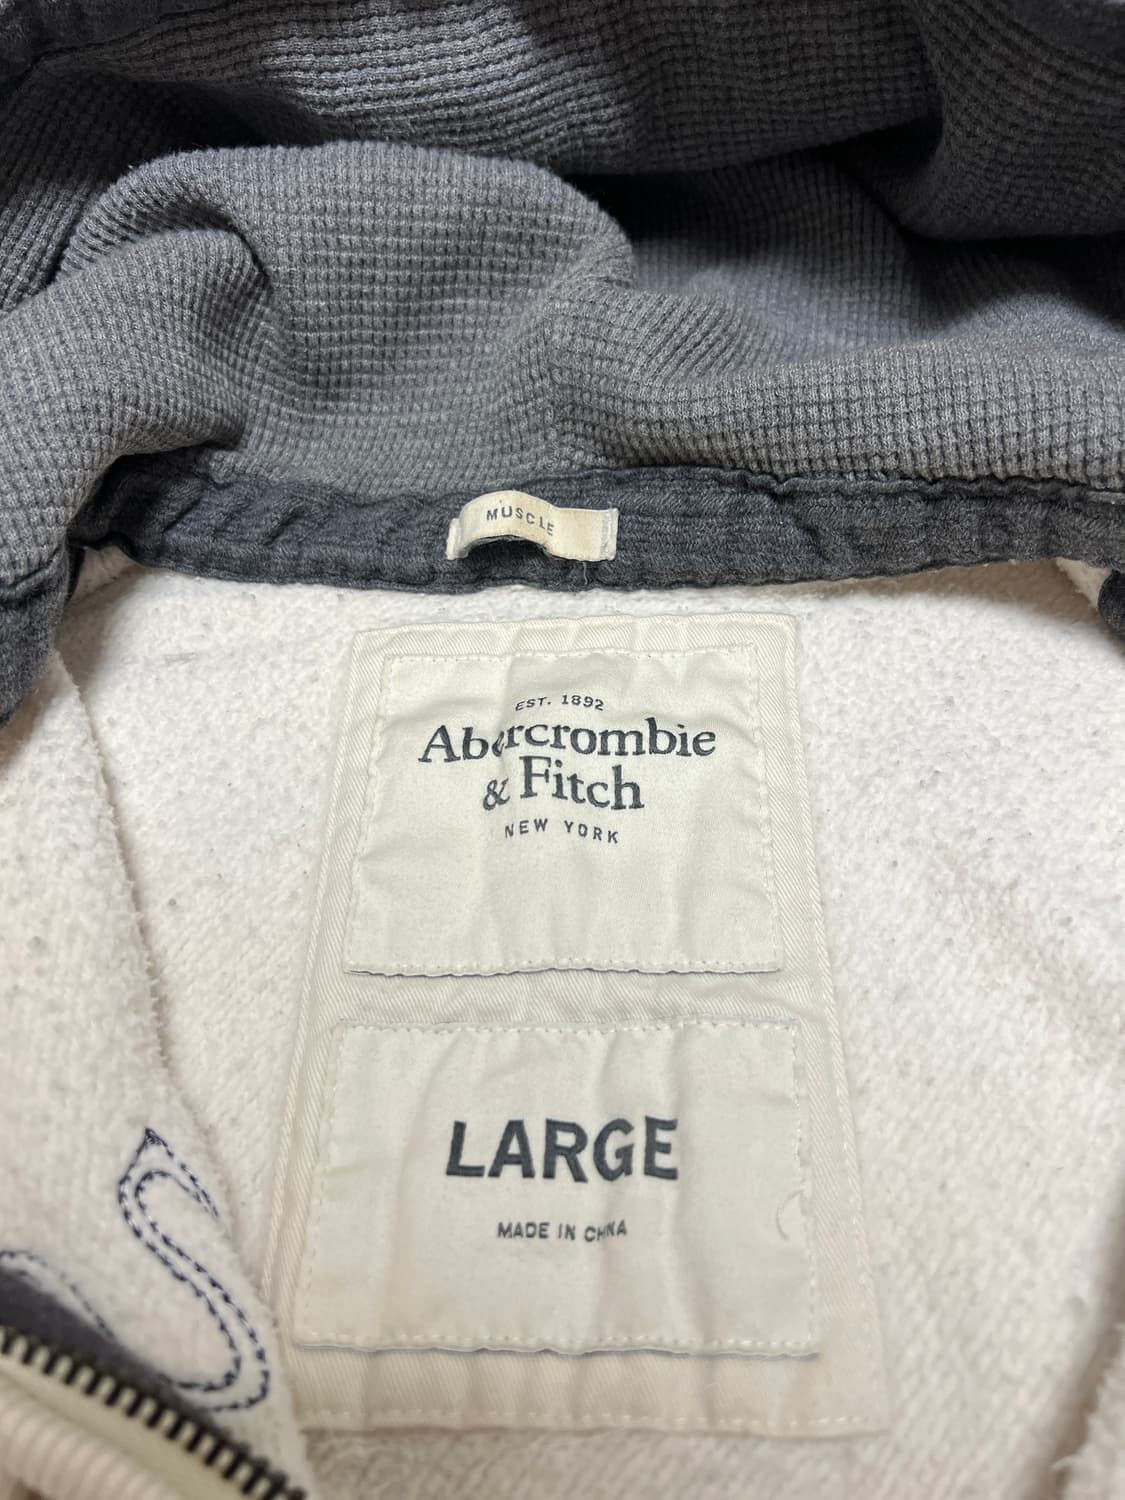 MUSCLE
EST. 1892
Abercrombie
& Fitch
NEW YORK
LARGE
MADE IN CHINA